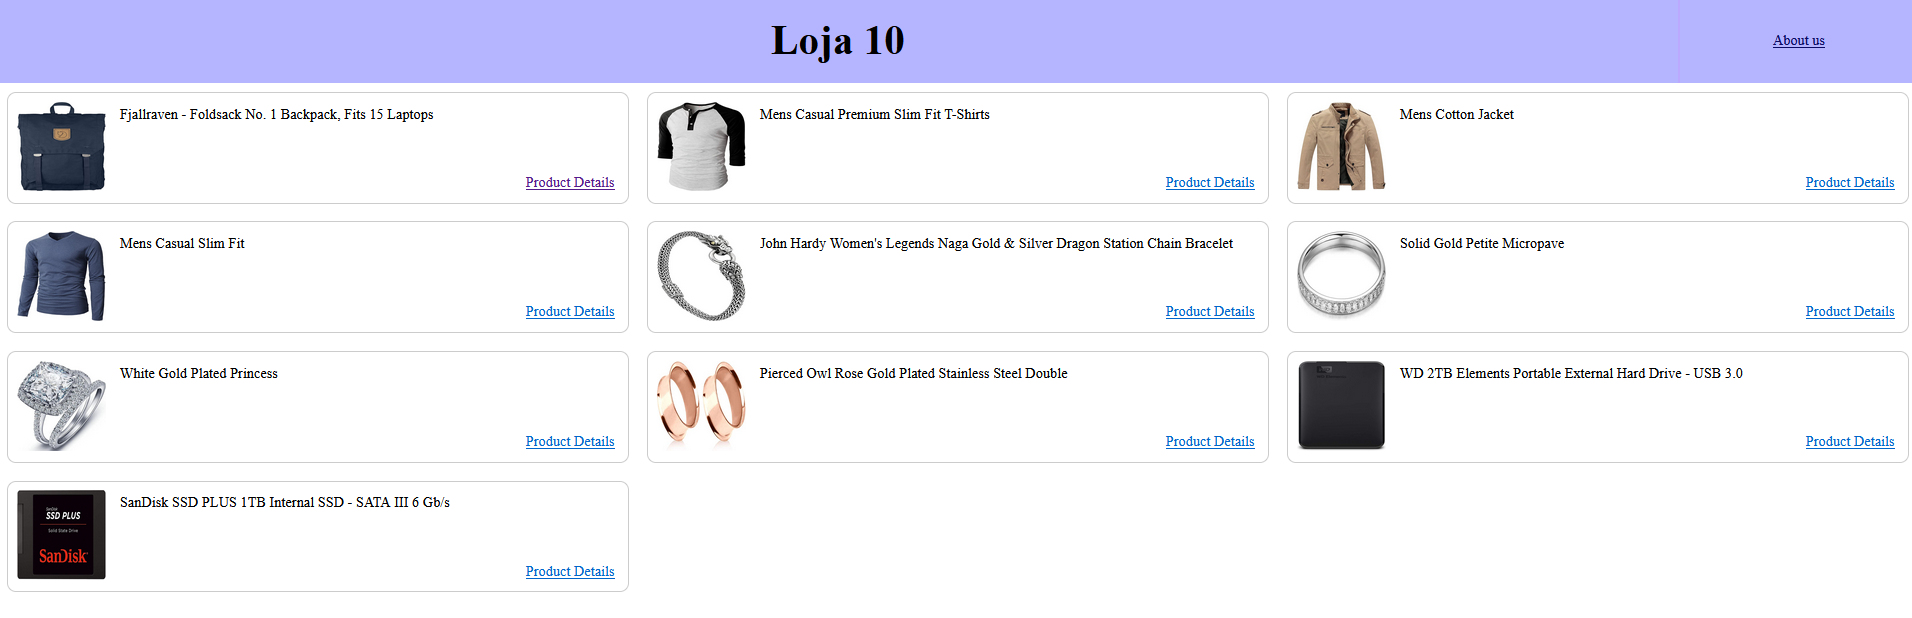 Loja 10
About us
Fjallraven - Foldsack No. 1 Backpack, Fits 15 Laptops
Product Details
Mens Casual Premium Slim Fit T-Shirts
Product Details
Mens Cotton Jacket
Product Details
Mens Casual Slim Fit
Product Details
John Hardy Women's Legends Naga Gold & Silver Dragon Station Chain Bracelet
Product Details
Solid Gold Petite Micropave
Product Details
White Gold Plated Princess
Product Details
Pierced Owl Rose Gold Plated Stainless Steel Double
Product Details
WD 2TB Elements Portable External Hard Drive - USB 3.0
Product Details
SanDisk
SSD PLUS
Solid State Drive
SanDisk
SanDisk SSD PLUS 1TB Internal SSD - SATA III 6 Gb/s
Product Details